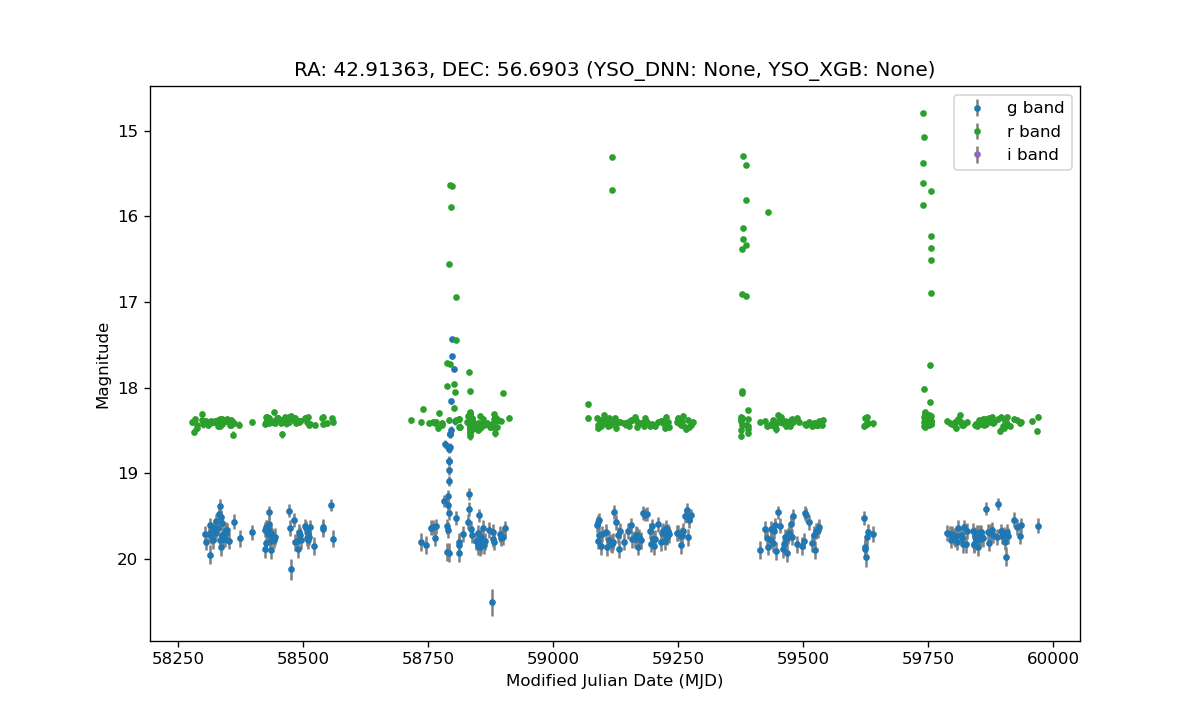 RA: 42.91363, DEC: 56.6903 (YSO_DNN: None, YSO_XGB: None)
g band
r band
i band
15
16
17
18
19
20
Magnitude
58250 58500 58750 59000 59250 59500 59750 60000
Modified Julian Date (MJD)